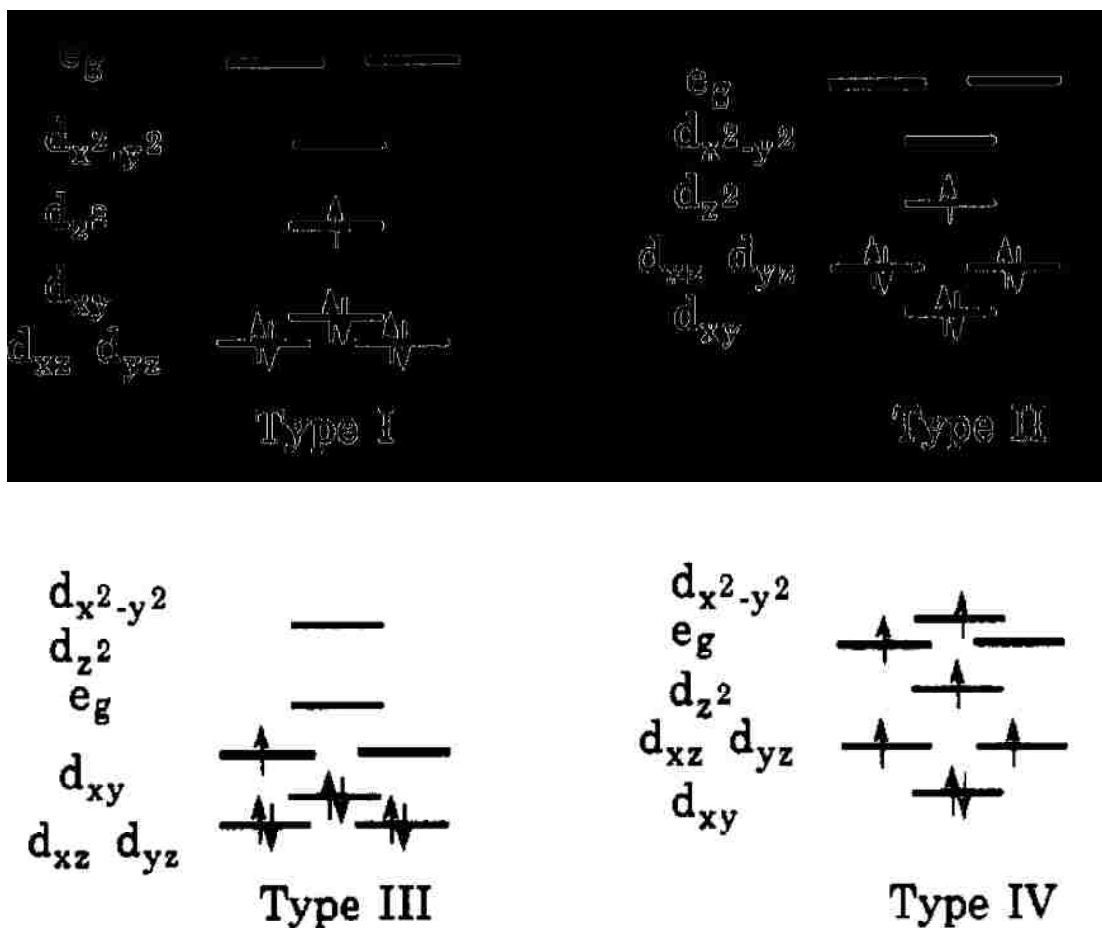 e_g
d_x²-y²
d_z²
d_xy
d_xz d_yz
Type I
e_g
d_x²-y²
d_z²
d_xz d_yz
d_xy
Type II
d_x²-y²
d_z²
e_g
d_xy
d_xz d_yz
Type III
d_x²-y²
e_g
d_z²
d_xz d_yz
d_xy
Type IV